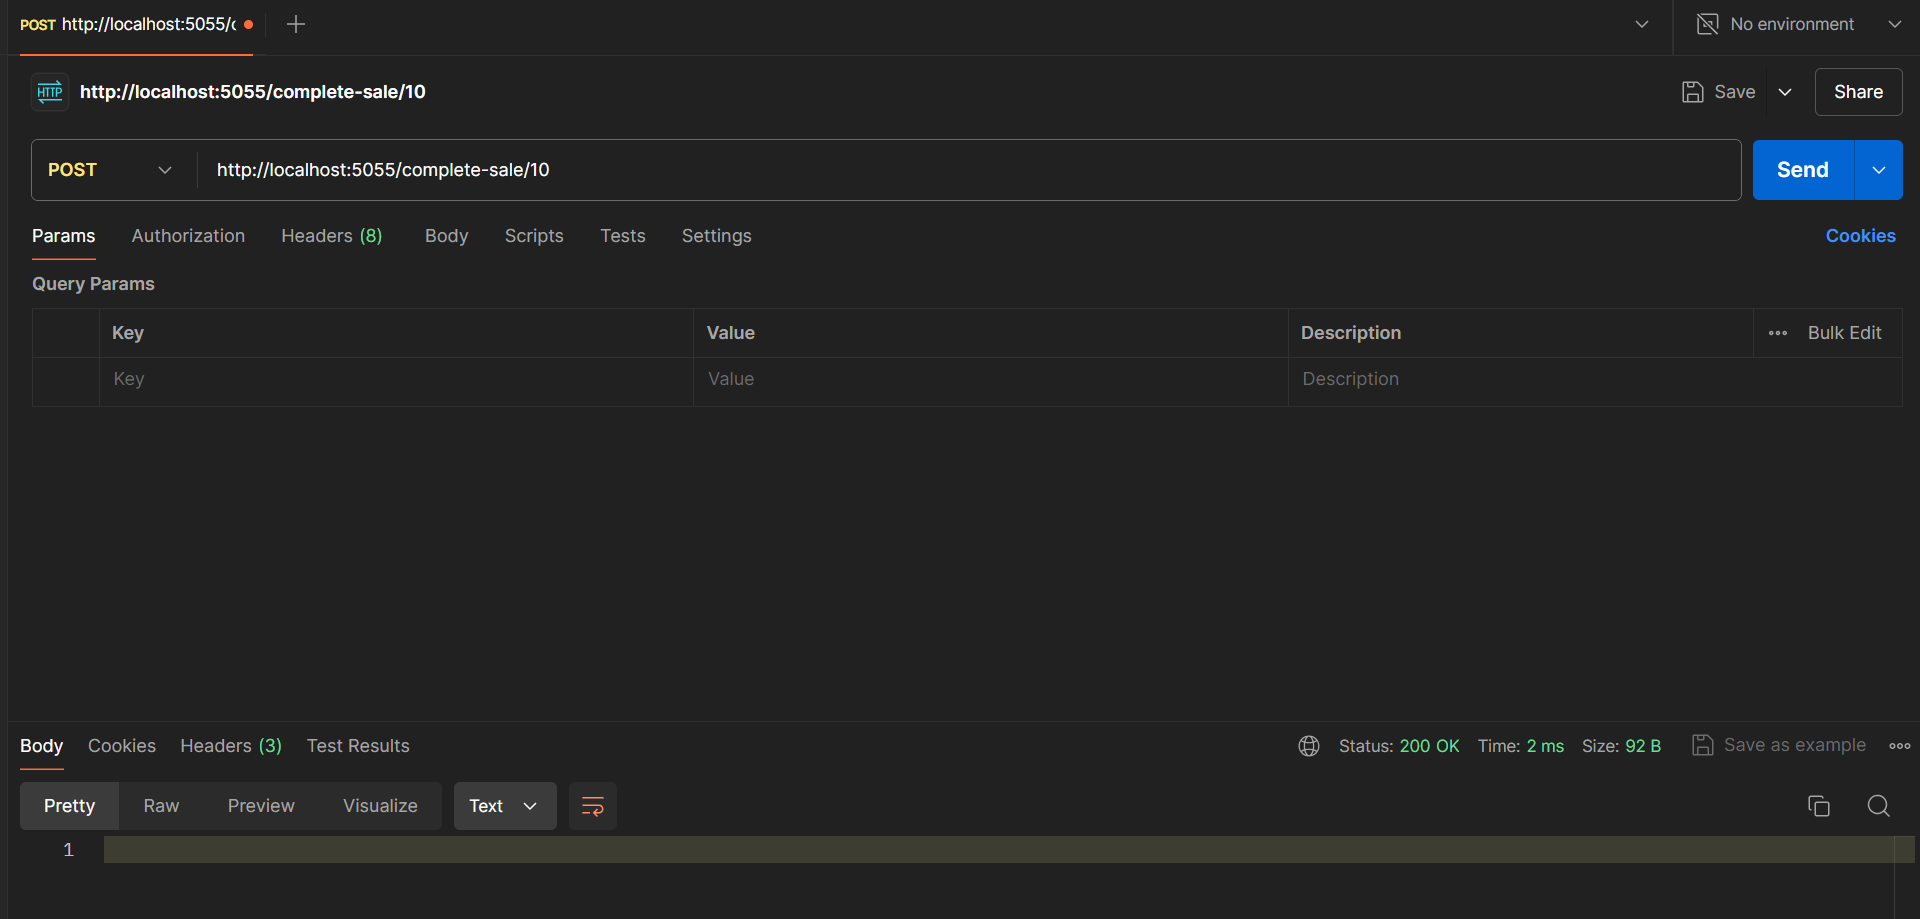 POST http://localhost:5055/c
No environment
HTTP http://localhost:5055/complete-sale/10
Save
Share
POST http://localhost:5055/complete-sale/10
Send
Params Authorization Headers (8) Body Scripts Tests Settings
Cookies
Query Params
Key Value Description Bulk Edit
Key Value Description
Body Cookies Headers (3) Test Results
Status: 200 OK Time: 2 ms Size: 92 B
Save as example
Pretty Raw Preview Visualize Text
1